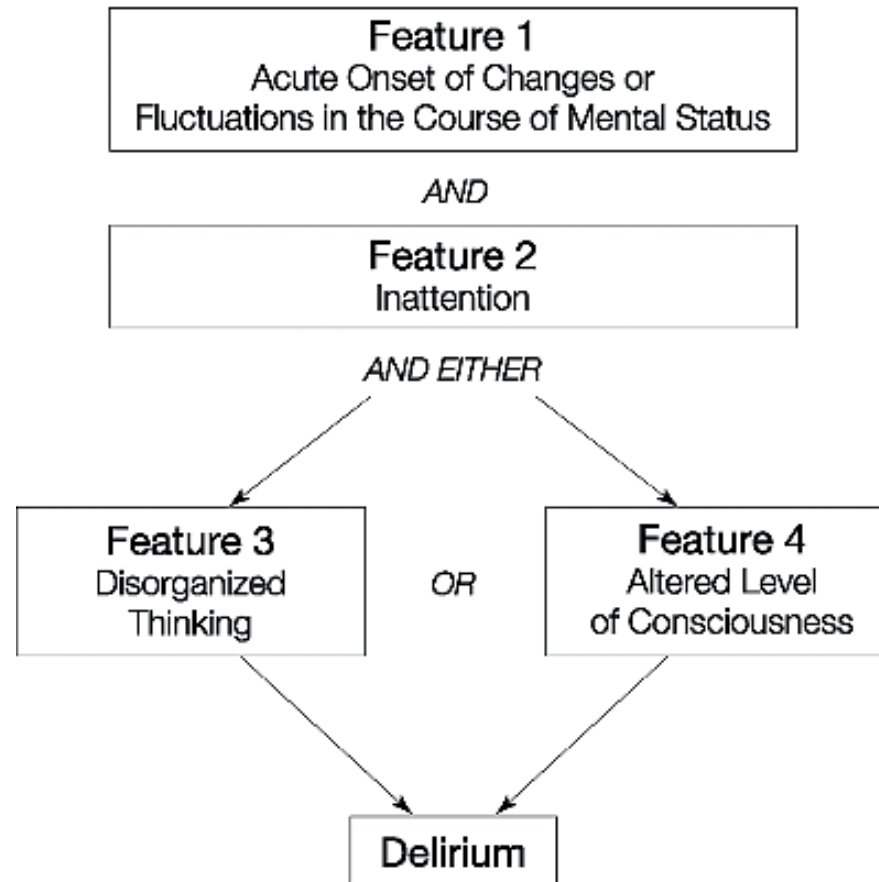 Feature 1
Acute Onset of Changes or
Fluctuations in the Course of Mental Status
AND
Feature 2
Inattention
AND EITHER
Feature 3
Disorganized
Thinking
OR
Feature 4
Altered Level
of Consciousness
Delirium